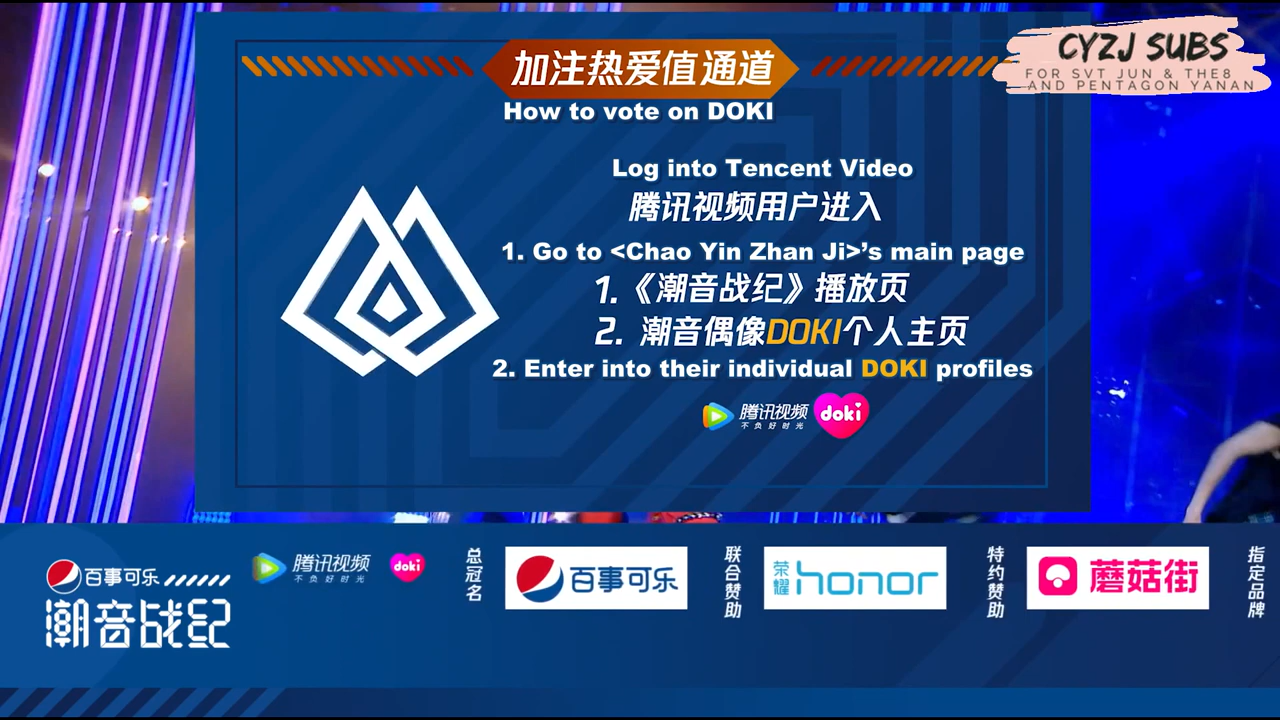 加注热爱值通道
How to vote on DOKI
CYZJ SUBS
FOR SVT JUN & THE8
AND PENTAGON YANAN
Log into Tencent Video
腾讯视频用户进入
1. Go to <Chao Yin Zhan Ji>’s main page
1.《潮音战纪》播放页
2. 潮音偶像DOKI个人主页
2. Enter into their individual DOKI profiles
腾讯视频
不负好时光
doki
百事可乐
潮音战纪
腾讯视频
不负好时光
doki
总冠名
百事可乐
联合赞助
荣耀
honor
特约赞助
蘑菇街
指定品牌